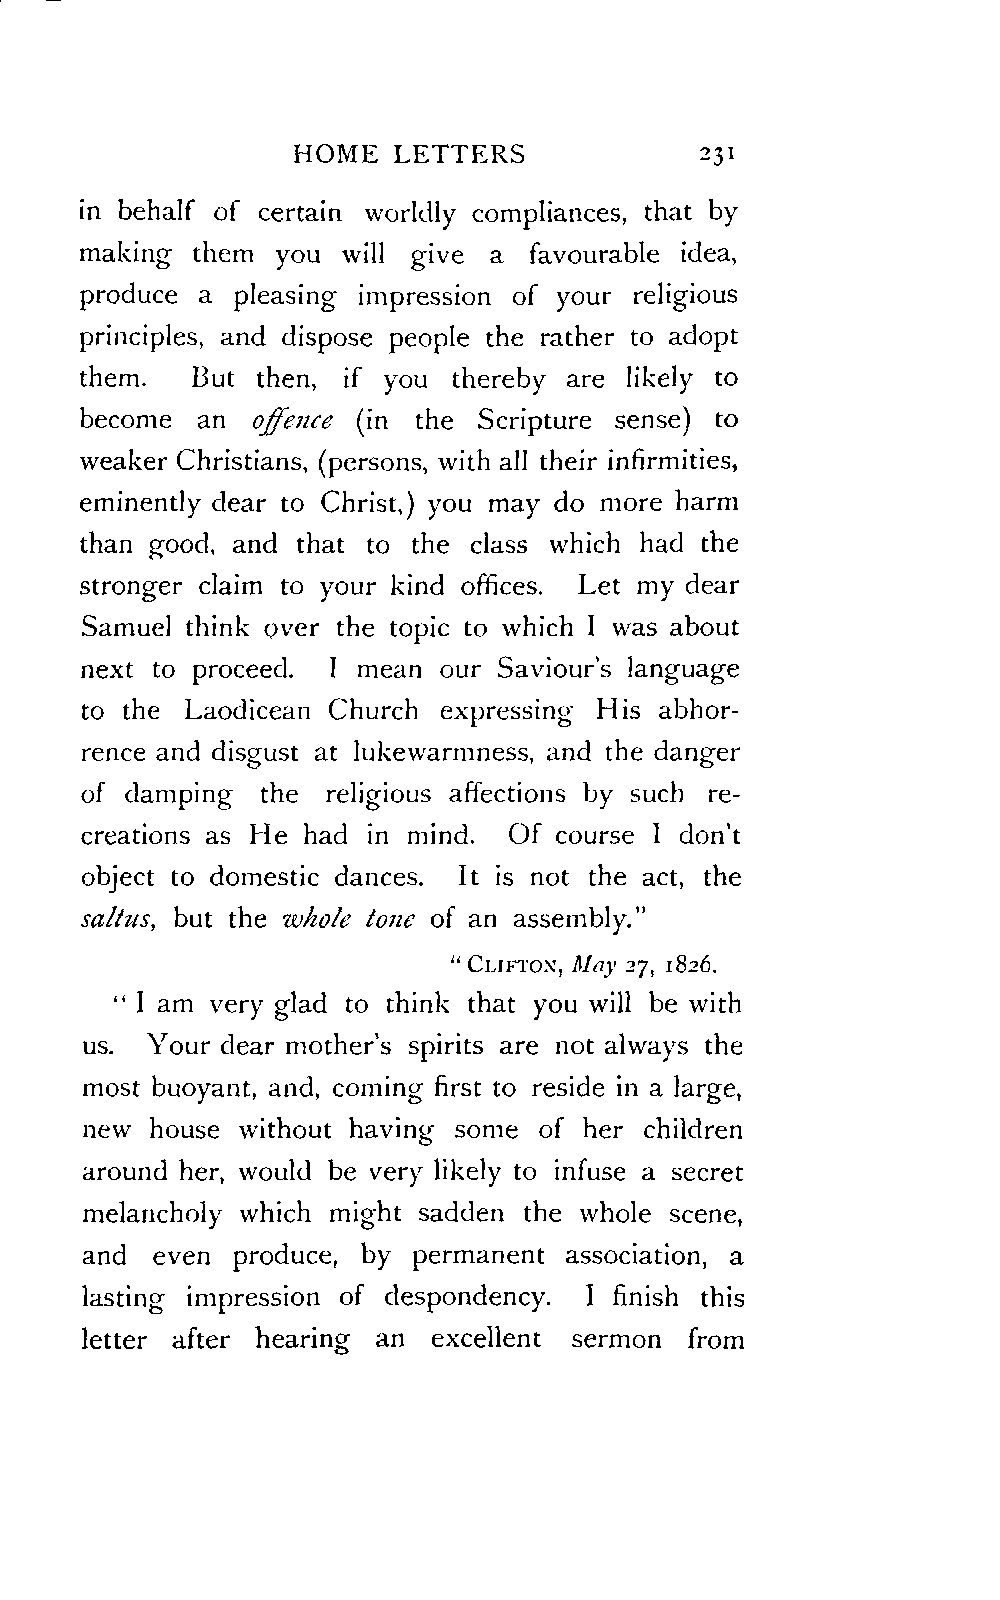 HOME LETTERS 231
in behalf of certain worldly compliances, that by
making them you will give a favourable idea,
produce a pleasing impression of your religious
principles, and dispose people the rather to adopt
them. But then, if you thereby are likely to
become an offence (in the Scripture sense) to
weaker Christians, (persons, with all their infirmities,
eminently dear to Christ,) you may do more harm
than good, and that to the class which had the
stronger claim to your kind offices. Let my dear
Samuel think over the topic to which I was about
next to proceed. I mean our Saviour's language
to the Laodicean Church expressing His abhor-
rence and disgust at lukewarmness, and the danger
of damping the religious affections by such re-
creations as He had in mind. Of course I don't
object to domestic dances. It is not the act, the
saltus, but the whole tone of an assembly."
"CLIFTON, May 27, 1826.
"I am very glad to think that you will be with
us. Your dear mother's spirits are not always the
most buoyant, and, coming first to reside in a large,
new house without having some of her children
around her, would be very likely to infuse a secret
melancholy which might sadden the whole scene,
and even produce, by permanent association, a
lasting impression of despondency. I finish this
letter after hearing an excellent sermon from